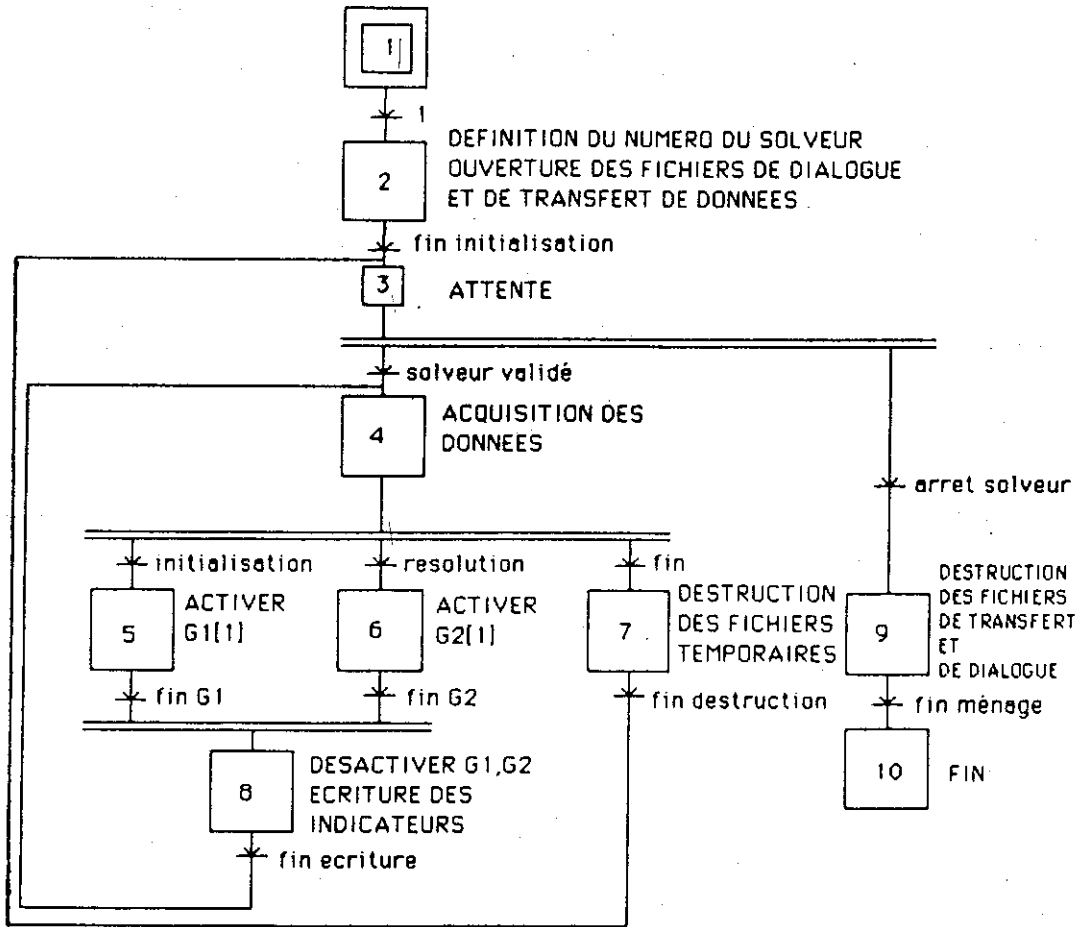 1
1
DEFINITION DU NUMERO DU SOLVEUR
OUVERTURE DES FICHIERS DE DIALOGUE
ET DE TRANSFERT DE DONNEES
2
fin initialisation
3
ATTENTE
solveur validé
4
ACQUISITION DES
DONNEES
arret solveur
initialisation
resolution
fin
5
ACTIVER
G1[1]
6
ACTIVER
G2[1]
7
DESTRUCTION
DES FICHIERS
TEMPORAIRES
9
DESTRUCTION
DES FICHIERS
DE TRANSFERT
ET
DE DIALOGUE
fin G1
fin G2
fin destruction
fin ménage
8
DESACTIVER G1,G2
ECRITURE DES
INDICATEURS
10
FIN
fin ecriture